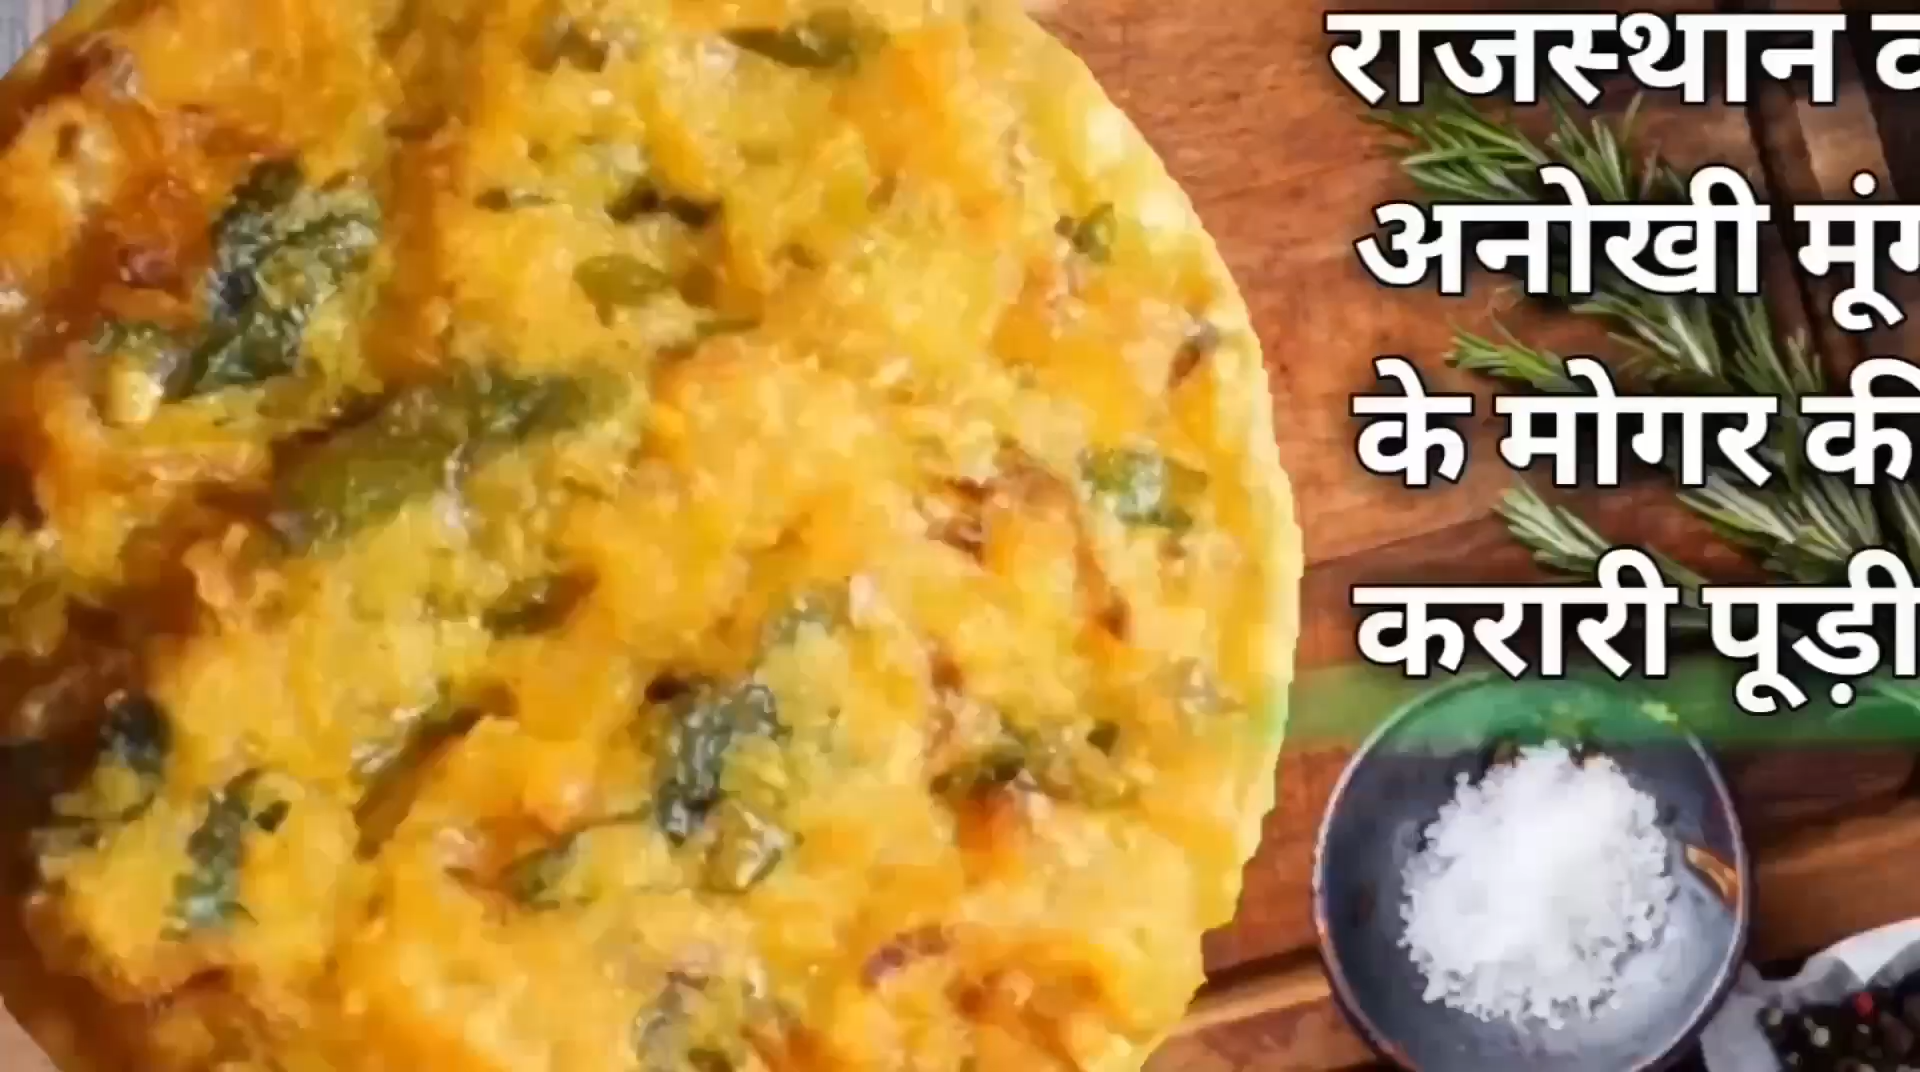 राजस्थान
अनोखी
के मोगर की
करारी पूड़ी